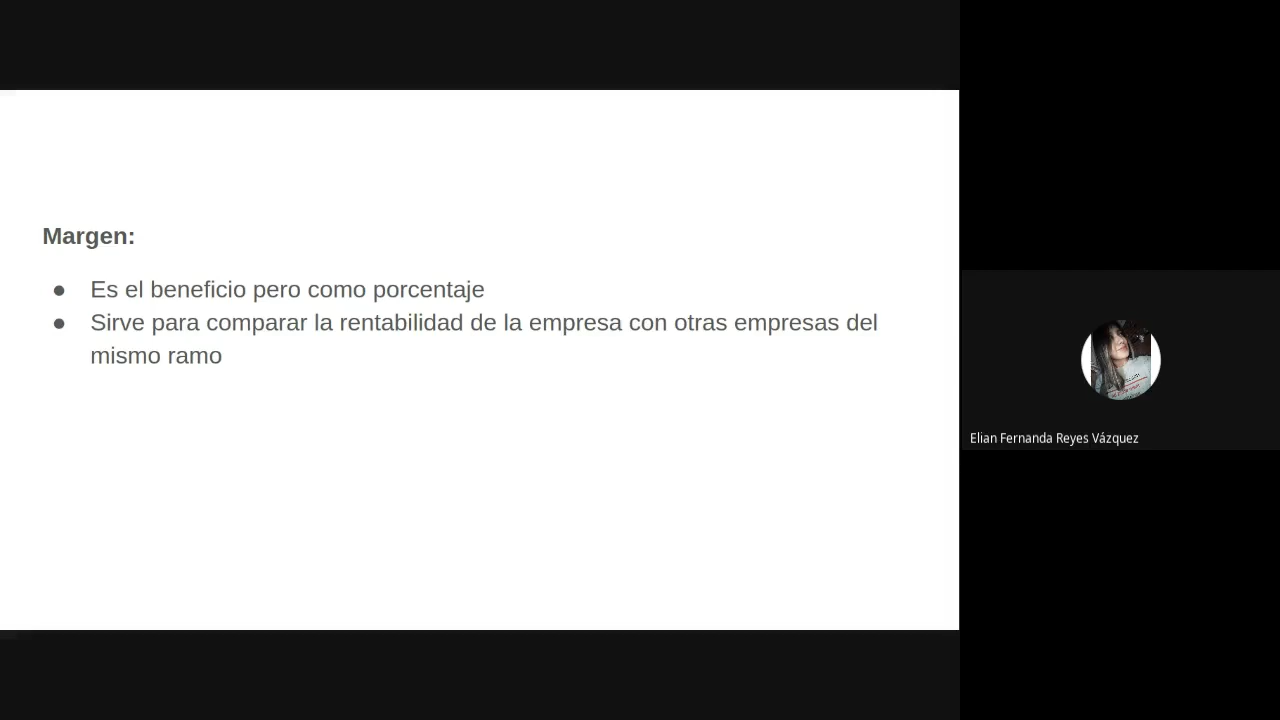 Margen:
● Es el beneficio pero como porcentaje
● Sirve para comparar la rentabilidad de la empresa con otras empresas del
mismo ramo
Elian Fernanda Reyes Vázquez